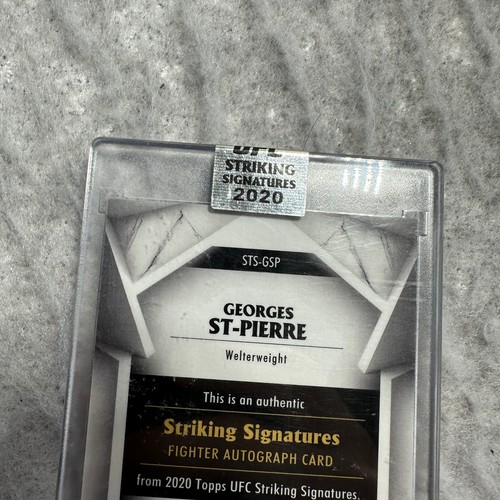 UFC
STRIKING
SIGNATURES
2020
STS-GSP
GEORGES
ST-PIERRE
Welterweight
This is an authentic
Striking Signatures
FIGHTER AUTOGRAPH CARD
from 2020 Topps UFC Striking Signatures.